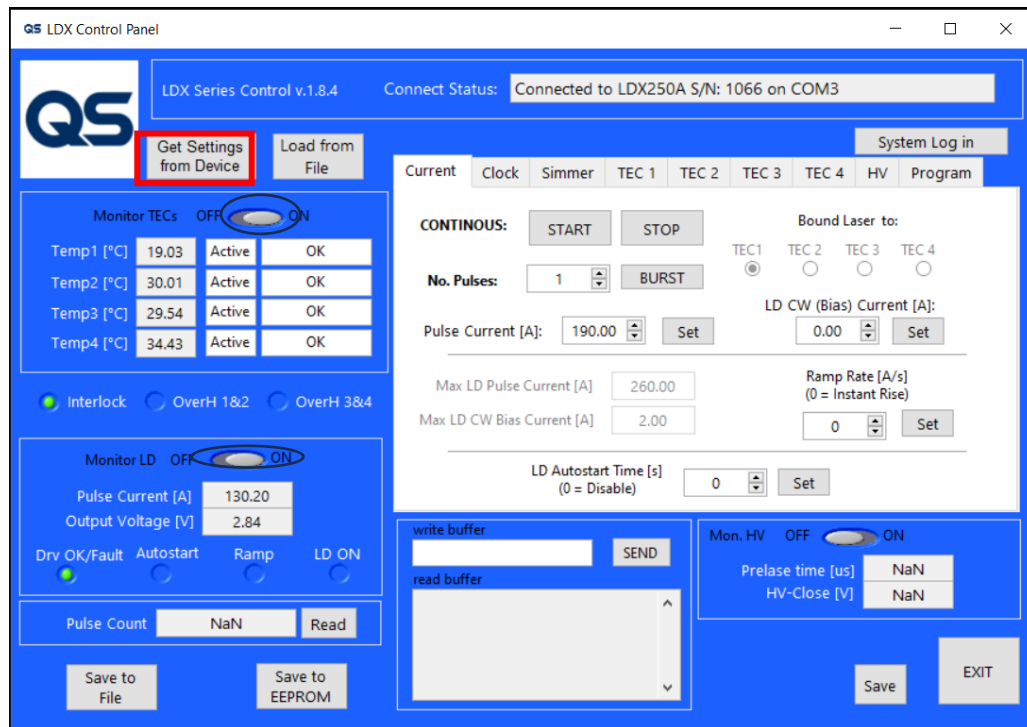 QS LDX Control Panel
QS
LDX Series Control v.1.8.4
Connect Status:
Connected to LDX250A S/N: 1066 on COM3
Get Settings
from Device
Load from
File
System Log in
Monitor TECs OFF ON
Temp1 [°C] 19.03 Active OK
Temp2 [°C] 30.01 Active OK
Temp3 [°C] 29.54 Active OK
Temp4 [°C] 34.43 Active OK
Interlock OverH 1&2 OverH 3&4
Monitor LD OFF ON
Pulse Current [A] 130.20
Output Voltage [V] 2.84
Drv OK/Fault Autostart Ramp LD ON
Pulse Count NaN Read
Save to
File
Save to
EEPROM
Current Clock Simmer TEC 1 TEC 2 TEC 3 TEC 4 HV Program
CONTINOUS: START STOP
Bound Laser to:
TEC1 TEC 2 TEC 3 TEC 4
No. Pulses: 1 BURST
LD CW (Bias) Current [A]:
Pulse Current [A]: 190.00 Set
0.00 Set
Max LD Pulse Current [A] 260.00
Max LD CW Bias Current [A] 2.00
Ramp Rate [A/s]
(0 = Instant Rise)
0 Set
LD Autostart Time [s]
(0 = Disable)
0 Set
write buffer
SEND
read buffer
Mon. HV OFF ON
Prelase time [us] NaN
HV-Close [V] NaN
Save
EXIT